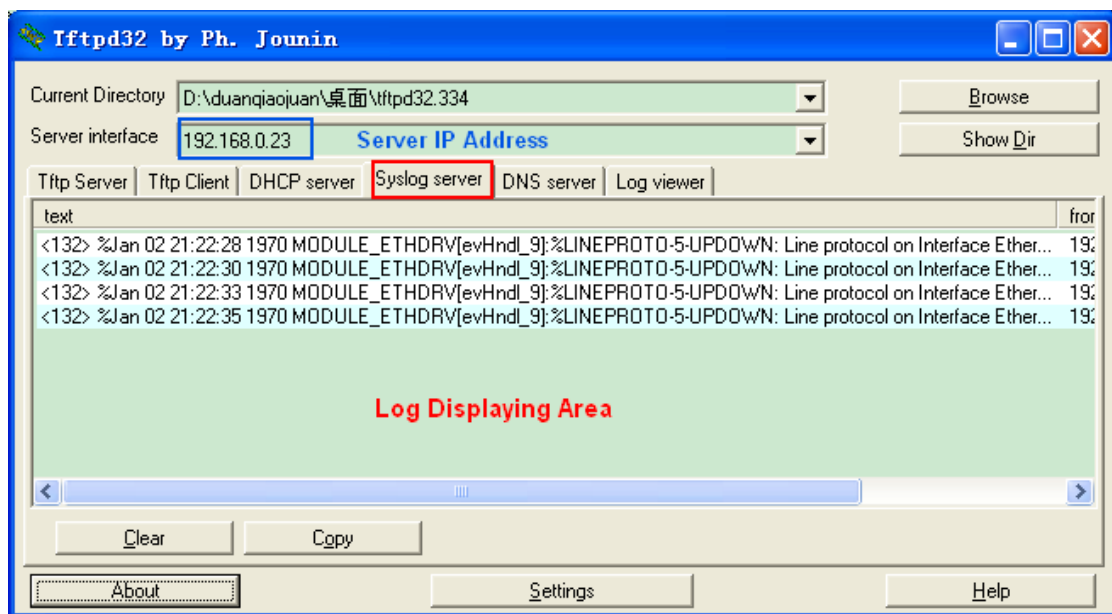 Tftpd32 by Ph. Jounin
Current Directory D:\duanqiaojuan\桌面\tftpd32.334 Browse
Server interface 192.168.0.23 Server IP Address Show Dir
Tftp Server Tftp Client DHCP server Syslog server DNS server Log viewer
text fror
<132> %Jan 02 21:22:28 1970 MODULE_ETHDRV[evHndl_9]:%LINEPROTO-5-UPDOWN: Line protocol on Interface Ether... 192
<132> %Jan 02 21:22:30 1970 MODULE_ETHDRV[evHndl_9]:%LINEPROTO-5-UPDOWN: Line protocol on Interface Ether... 192
<132> %Jan 02 21:22:33 1970 MODULE_ETHDRV[evHndl_9]:%LINEPROTO-5-UPDOWN: Line protocol on Interface Ether... 192
<132> %Jan 02 21:22:35 1970 MODULE_ETHDRV[evHndl_9]:%LINEPROTO-5-UPDOWN: Line protocol on Interface Ether... 192
Log Displaying Area
Clear Copy
About Settings Help